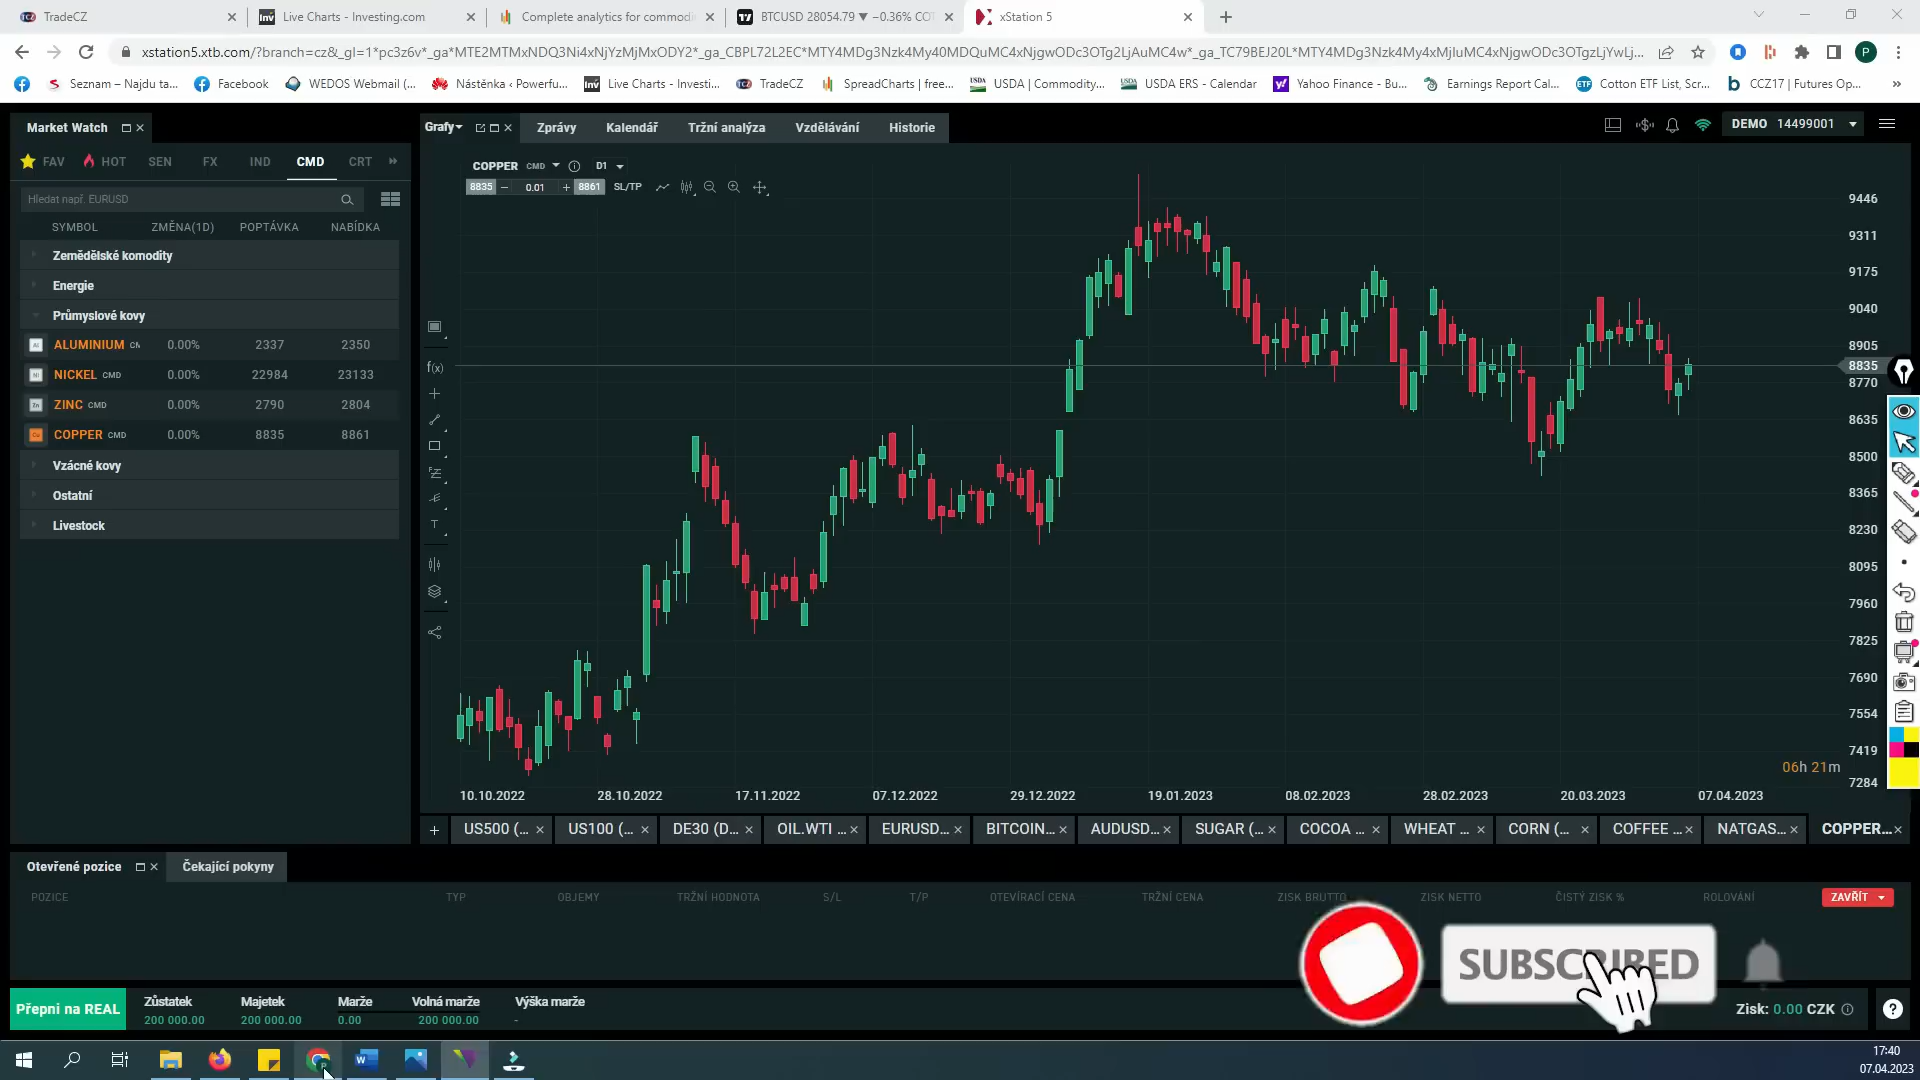 TradeCZ
Live Charts - Investing.com
Complete analytics for commodi
BTCUSD 28054.79 ▼ −0.36% COT
xStation 5
xstation5.xtb.com/?branch=cz&_gl=1*pc3z6v*_ga*MTE2MTMxNDQ3Ni4xNjYzMjMxODY2*_ga_CBPL72L2EC*MTY4MDg3Nzk4My40MDQuMC4xNjgwODc3OTg2LjAuMC4w*_ga_TC79BEJ20L*MTY4MDg3Nzk4My4xMjIuMC4xNjgwODc3OTgzLjYwLj...
Seznam – Najdu ta...
Facebook
WEDOS Webmail (...
Nástěnka ‹ Powerfu...
Live Charts - Investi...
TradeCZ
SpreadCharts | free...
USDA | Commodity...
USDA ERS - Calendar
Yahoo Finance - Bu...
Earnings Report Cal...
Cotton ETF List, Scr...
CCZ17 | Futures Op...
Market Watch
FAV HOT SEN FX IND CMD CRT
Hledat např. EURUSD
SYMBOL ZMĚNA(1D) POPTÁVKA NABÍDKA
Zemědělské komodity
Energie
Průmyslové kovy
ALUMINIUM 0.00% 2337 2350
NICKEL CMD 0.00% 22984 23133
ZINC CMD 0.00% 2790 2804
COPPER CMD 0.00% 8835 8861
Vzácné kovy
Ostatní
Livestock
Grafy
Zprávy
Kalendář
Tržní analýza
Vzdělávání
Historie
DEMO 14499001
COPPER CMD D1
8835 − 0.01 + 8861 SL/TP
9446
9311
9175
9040
8905
8835
8770
8635
8500
8365
8230
8095
7960
7825
7690
7554
7419
7284
06h 21m
10.10.2022 28.10.2022 17.11.2022 07.12.2022 29.12.2022 19.01.2023 08.02.2023 28.02.2023 20.03.2023 07.04.2023
US500 (... US100 (... DE30 (D... OIL.WTI ... EURUSD... BITCOIN... AUDUSD... SUGAR (... COCOA ... WHEAT ... CORN (... COFFEE ... NATGAS... COPPER...
Otevřené pozice
Čekající pokyny
POZICE TYP OBJEMY TRŽNÍ HODNOTA S/L T/P OTEVÍRACÍ CENA TRŽNÍ CENA ZISK BRUTTO ZISK NETTO ČISTÝ ZISK % ROLOVÁNÍ ZAVŘÍT
SUBSCRIBED
Přepni na REAL
Zůstatek Majetek Marže Volná marže Výška marže
200 000.00 200 000.00 0.00 200 000.00 -
Zisk: 0.00 CZK
17:40
07.04.2023